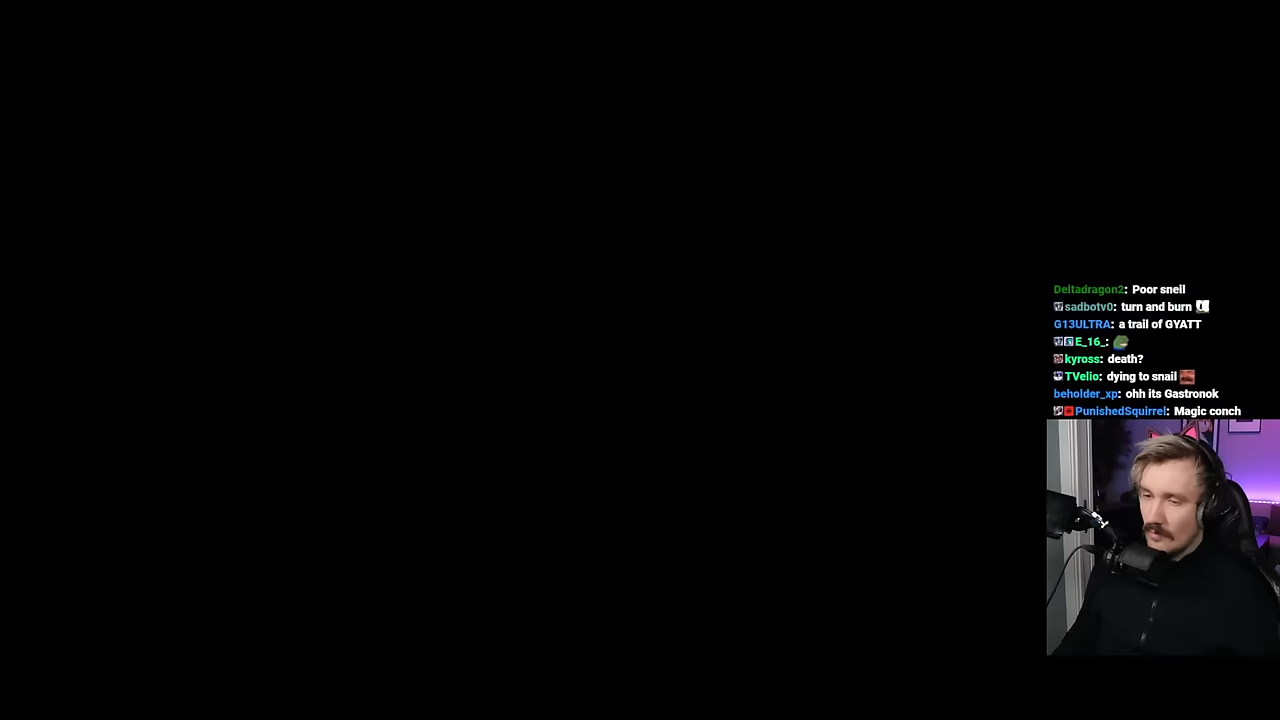 Deltadragon2: Poor sneil
sadbotv0: turn and burn
G13ULTRA: a trail of GYATT
E_16_:
kyross: death?
TVelio: dying to snail
beholder_xp: ohh its Gastronok
PunishedSquirrel: Magic conch